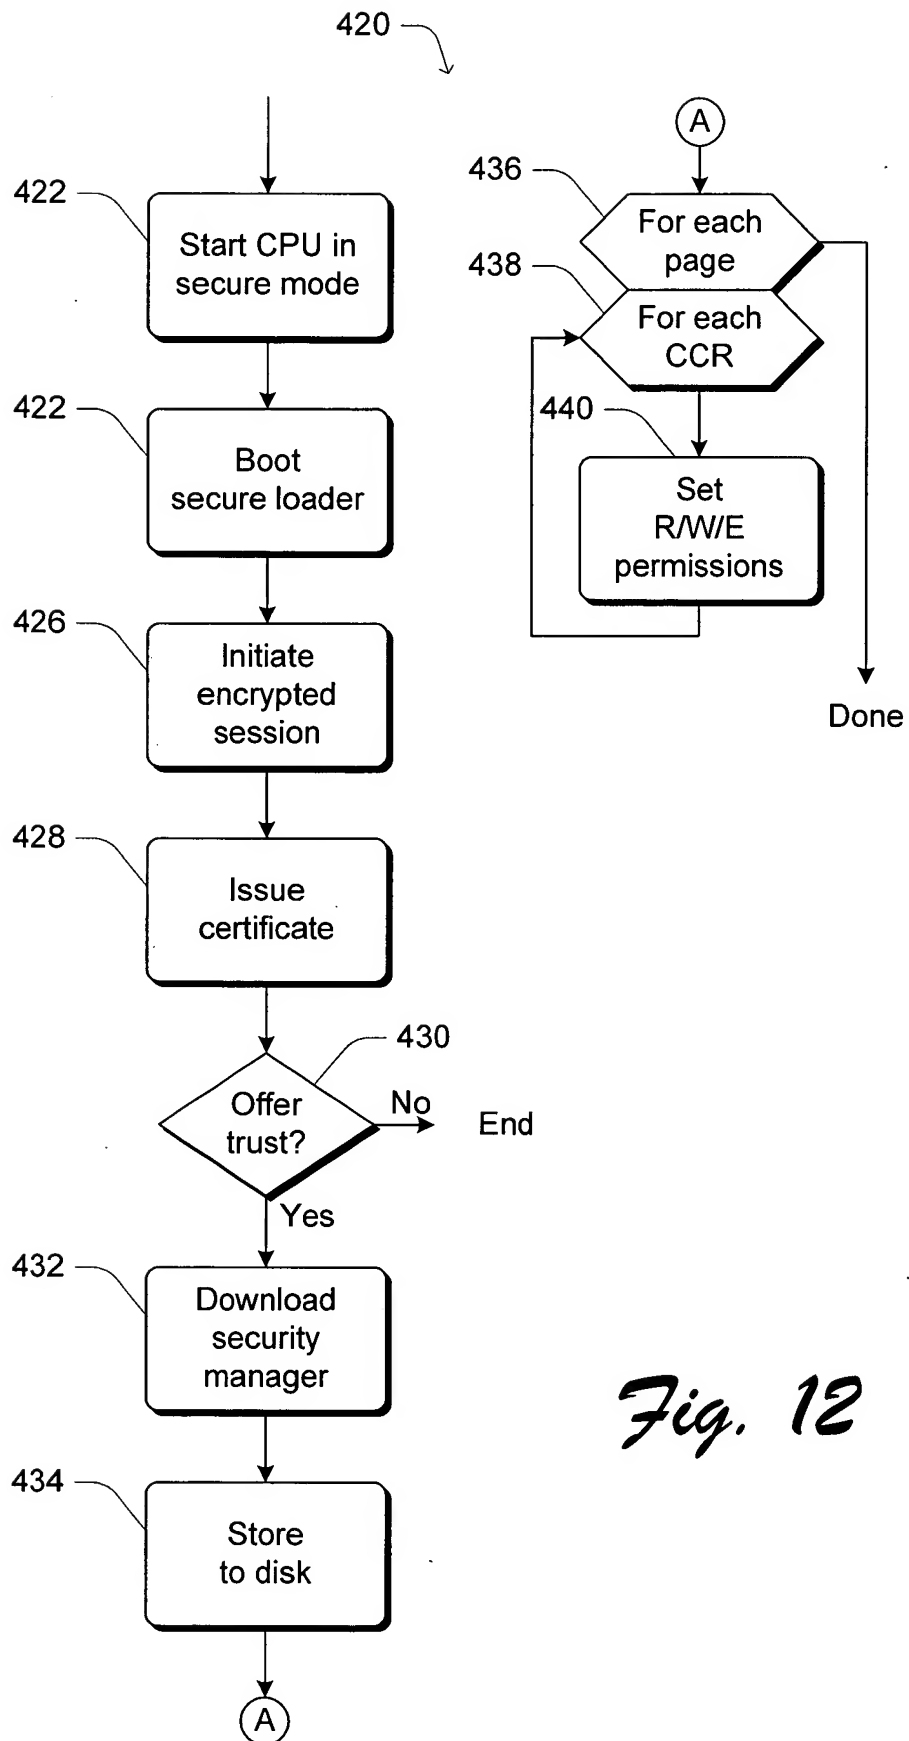 420
422
Start CPU in
secure mode
422
Boot
secure loader
426
Initiate
encrypted
session
428
Issue
certificate
430
Offer
trust?
No
End
Yes
432
Download
security
manager
434
Store
to disk
A
A
436
For each
page
438
For each
CCR
440
Set
R/W/E
permissions
Done
Fig. 12